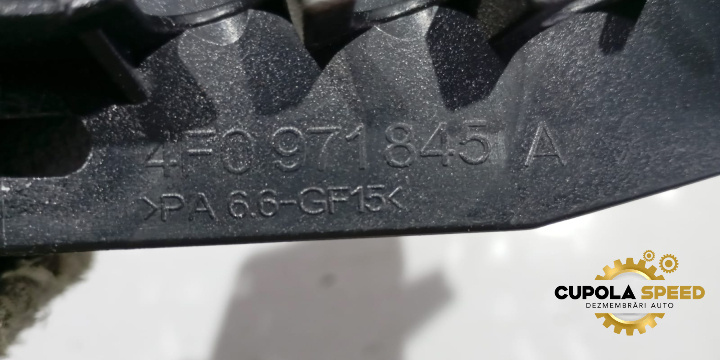 4F0 971 845 A
>PA 6.6-GF15<
CUPOLA SPEED
DEZMEMBRĂRI AUTO